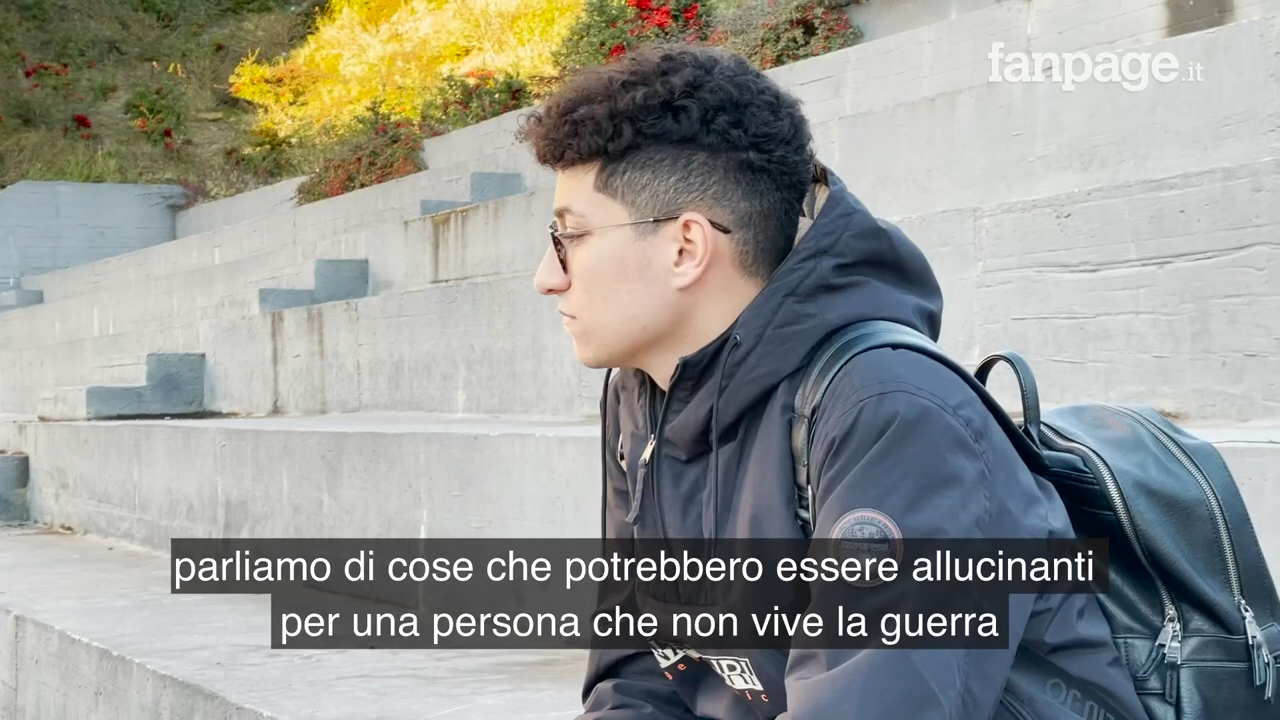 fanpage.it
parliamo di cose che potrebbero essere allucinanti
per una persona che non vive la guerra